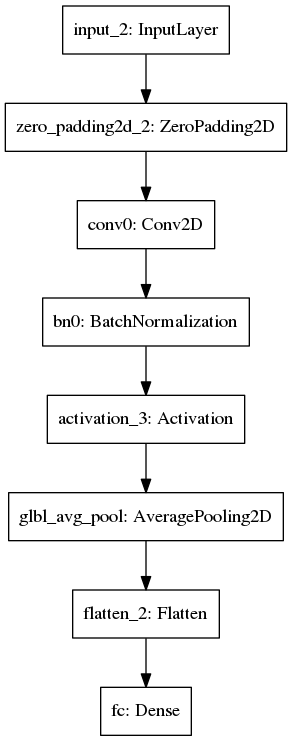 input_2: InputLayer
zero_padding2d_2: ZeroPadding2D
conv0: Conv2D
bn0: BatchNormalization
activation_3: Activation
glbl_avg_pool: AveragePooling2D
flatten_2: Flatten
fc: Dense